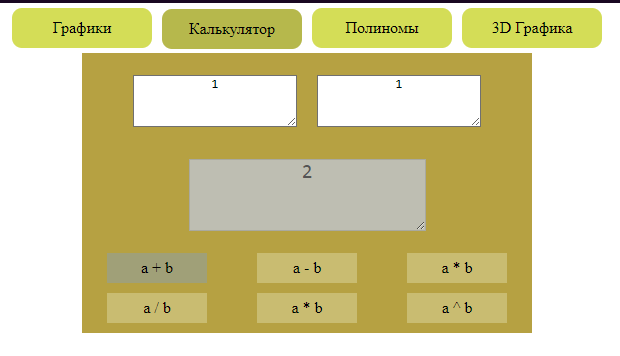 Графики Калькулятор Полиномы 3D Графика
1 1
2
a + b a - b a * b
a / b a * b a ^ b